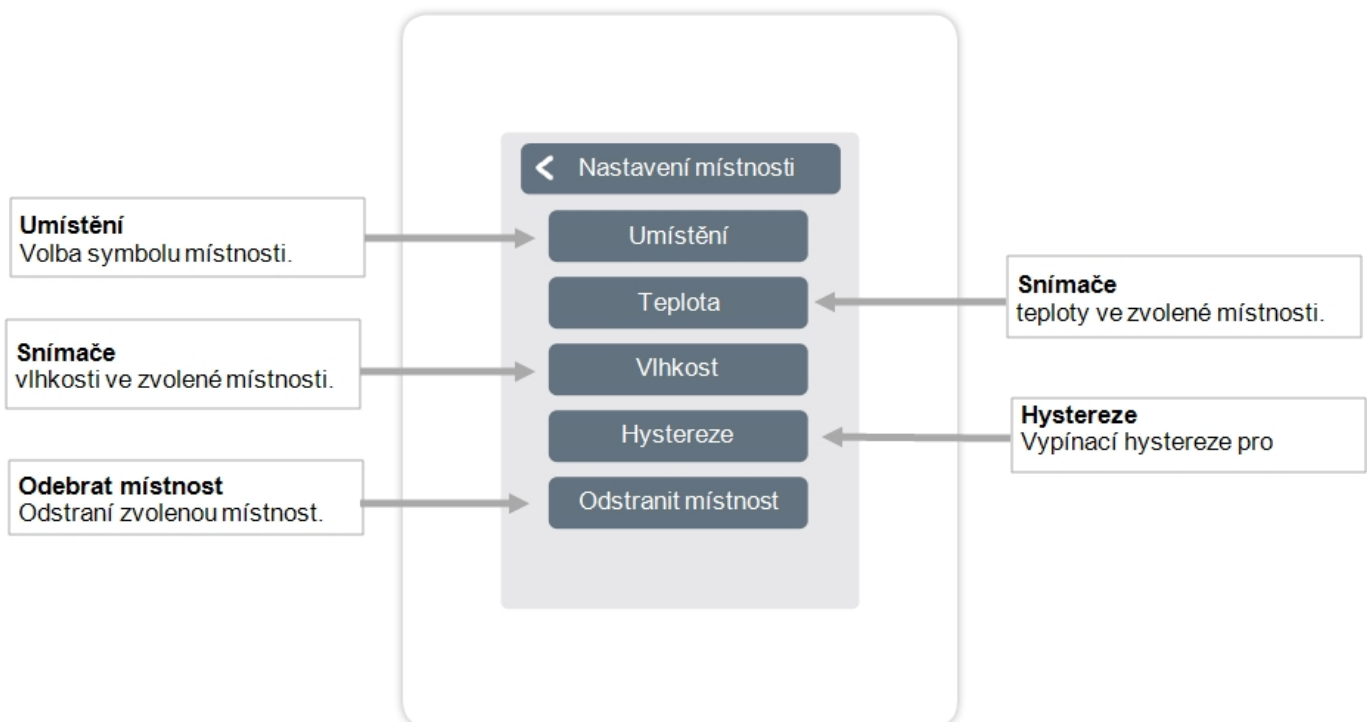 Nastavení místnosti
Umístění
Volba symbolu místnosti.
Umístění
Teplota
Snímače
teploty ve zvolené místnosti.
Snímače
vlhkosti ve zvolené místnosti.
Vlhkost
Hystereze
Hystereze
Vypínací hystereze pro
Odebrat místnost
Odstraní zvolenou místnost.
Odstranit místnost